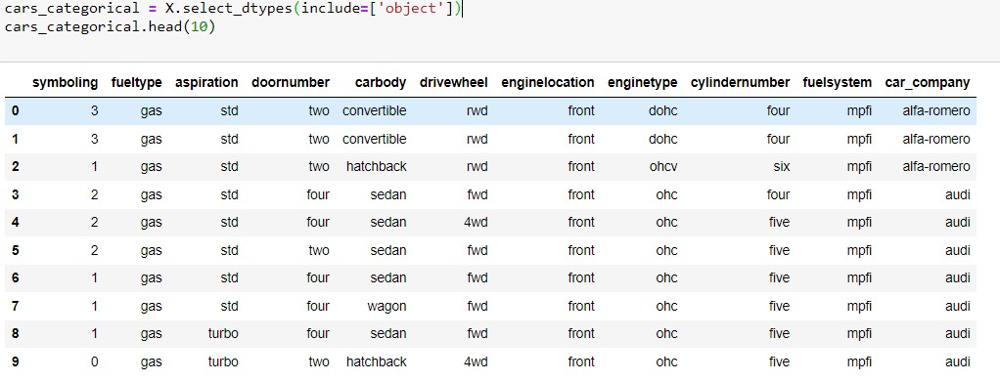 cars_categorical = X.select_dtypes(include=['object'])
cars_categorical.head(10)
symboling fueltype aspiration doornumber carbody drivewheel enginelocation enginetype cylindernumber fuelsystem car_company
0 3 gas std two convertible rwd front dohc four mpfi alfa-romero
1 3 gas std two convertible rwd front dohc four mpfi alfa-romero
2 1 gas std two hatchback rwd front ohcv six mpfi alfa-romero
3 2 gas std four sedan fwd front ohc four mpfi audi
4 2 gas std four sedan 4wd front ohc five mpfi audi
5 2 gas std two sedan fwd front ohc five mpfi audi
6 1 gas std four sedan fwd front ohc five mpfi audi
7 1 gas std four wagon fwd front ohc five mpfi audi
8 1 gas turbo four sedan fwd front ohc five mpfi audi
9 0 gas turbo two hatchback 4wd front ohc five mpfi audi